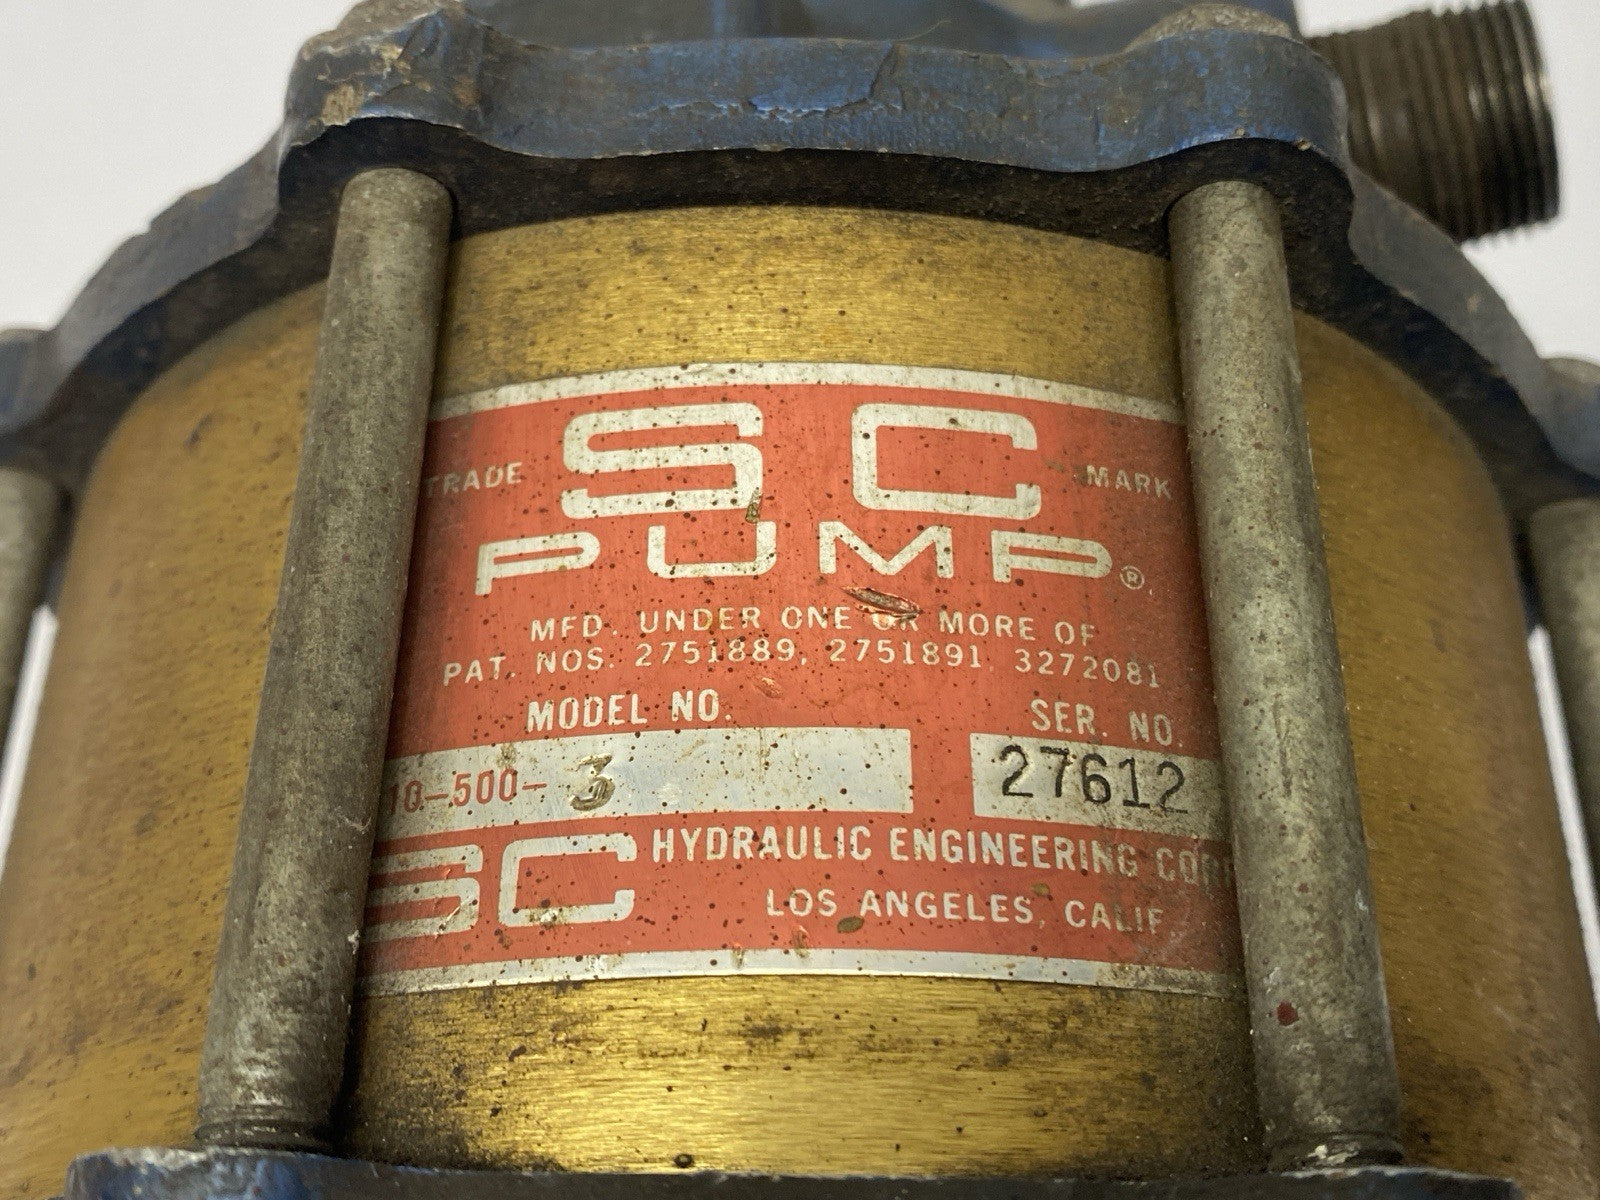 TRADE SC MARK
PUMP®
MFD. UNDER ONE OR MORE OF
PAT. NOS. 2751889, 2751891, 3272081
MODEL NO. SER. NO.
10-500-3 27612
SC HYDRAULIC ENGINEERING
LOS ANGELES, CALIF.